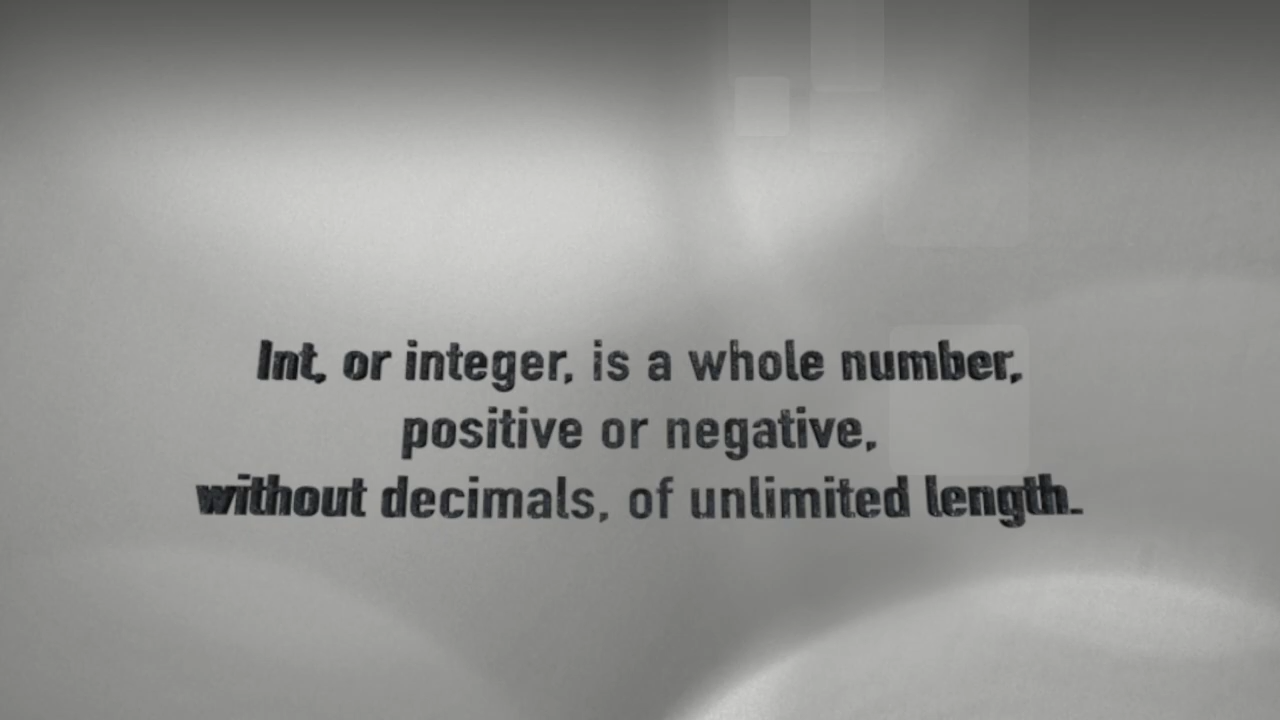 Int, or integer, is a whole number,
positive or negative,
without decimals, of unlimited length.